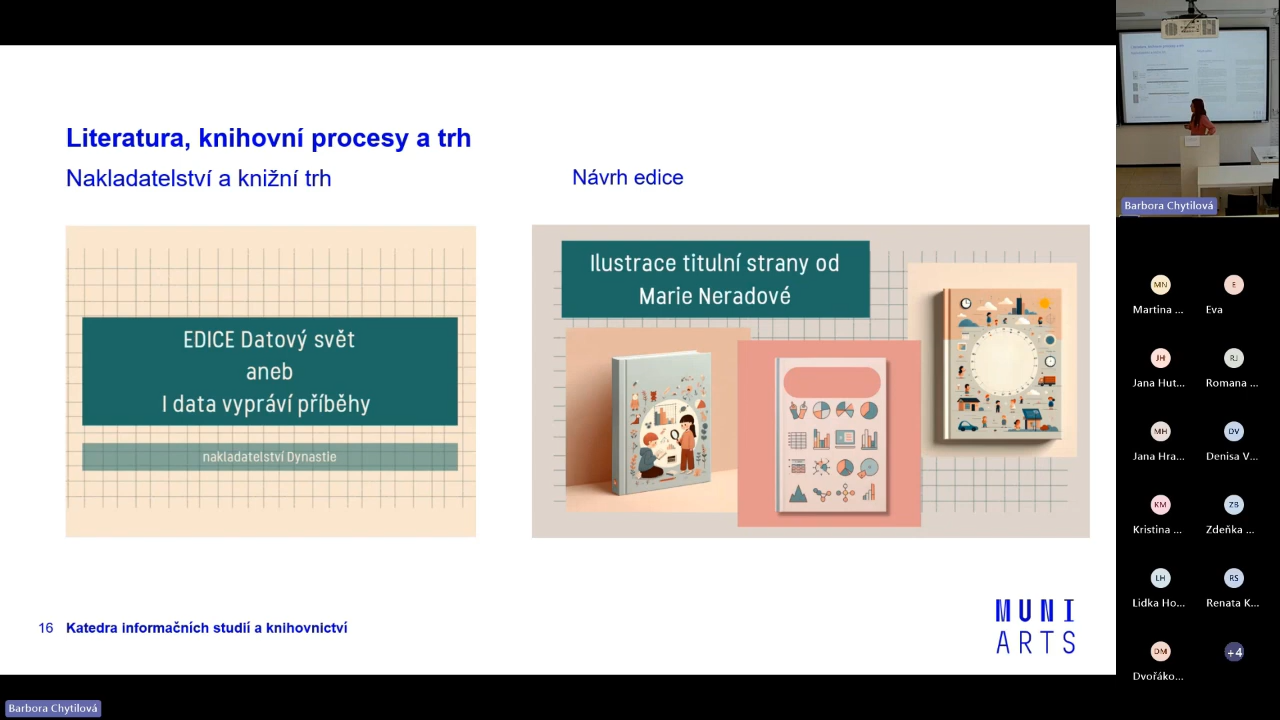 Literatura, knihovní procesy a trh
Nakladatelství a knižní trh
Návrh edice
EDICE Datový svět
aneb
I data vypráví příběhy
nakladatelství Dynastie
Ilustrace titulní strany od
Marie Neradové
16 Katedra informačních studií a knihovnictví
MUNI
ARTS
Barbora Chytilová
Barbora Chytilová
MN
E
Martina ...
Eva
JH
RJ
Jana Hut...
Romana ...
MH
DV
Jana Hra...
Denisa V...
KM
ZB
Kristina ...
Zdeňka ...
LH
RS
Lidka Ho...
Renata K...
DM
+4
Dvořáko...